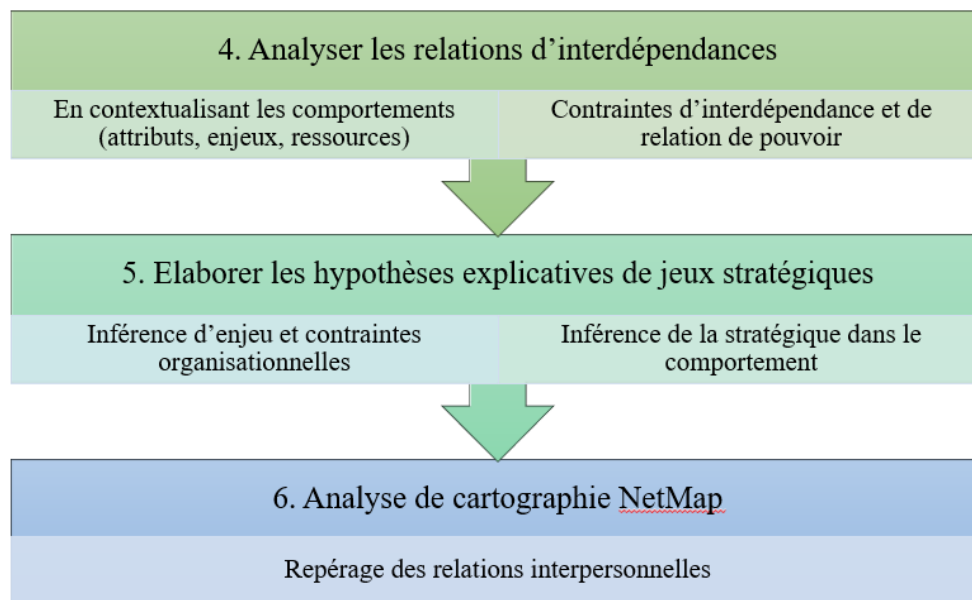 4. Analyser les relations d’interdépendances
En contextualisant les comportements
(attributs, enjeux, ressources)
Contraintes d’interdépendance et de
relation de pouvoir
5. Elaborer les hypothèses explicatives de jeux stratégiques
Inférence d’enjeu et contraintes
organisationnelles
Inférence de la stratégique dans le
comportement
6. Analyse de cartographie NetMap
Repérage des relations interpersonnelles